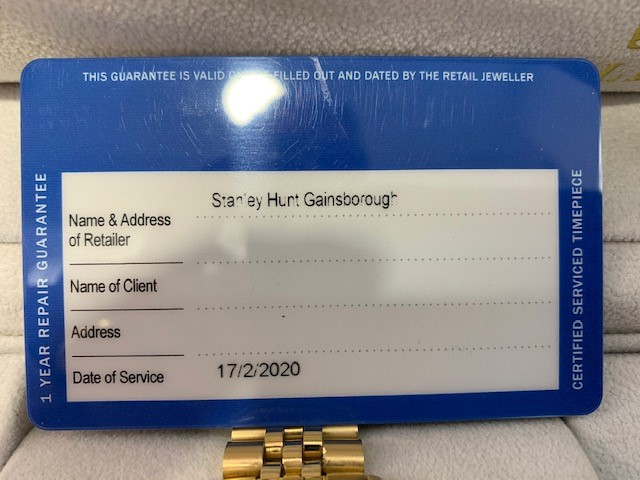 THIS GUARANTEE IS VALID FILLED OUT AND DATED BY THE RETAIL JEWELLER
1 YEAR REPAIR GUARANTEE
Name & Address
of Retailer
Stanley Hunt Gainsborough
Name of Client
Address
Date of Service
17/2/2020
CERTIFIED SERVICED TIMEPIECE